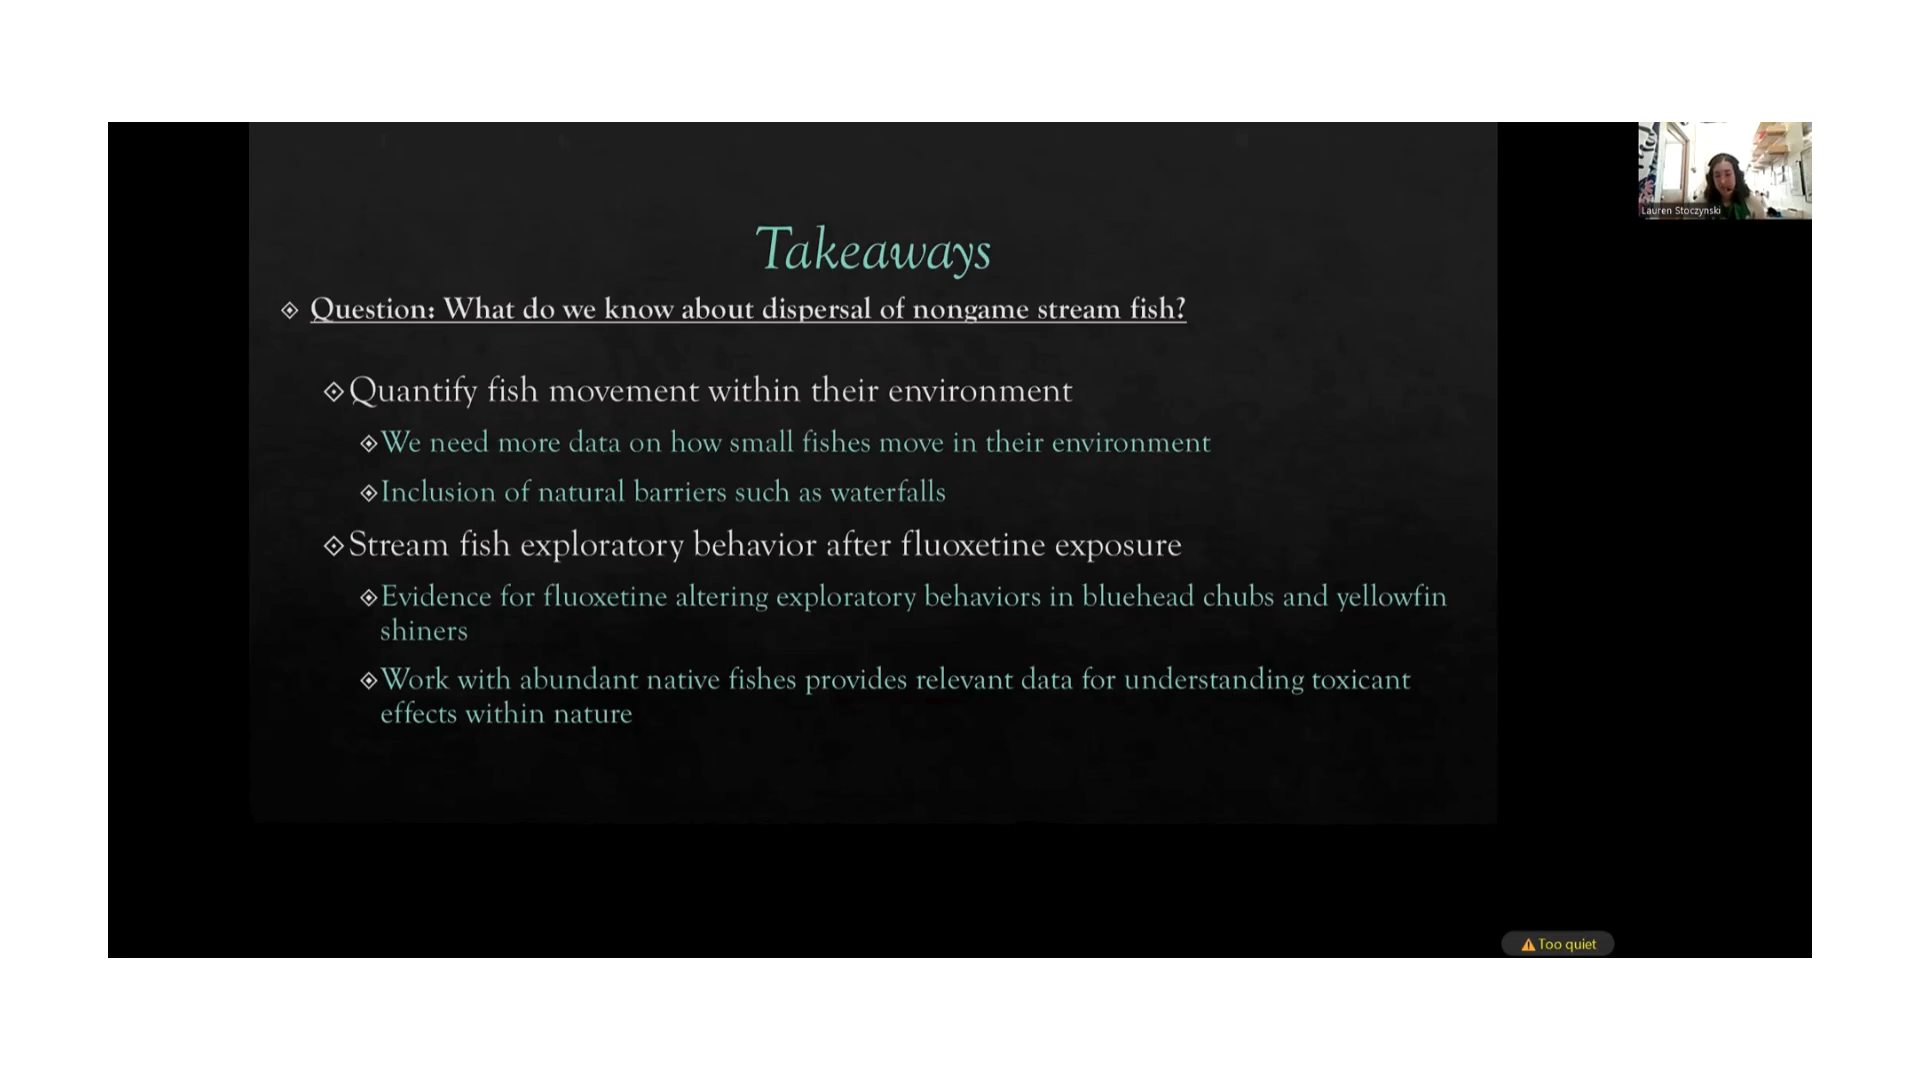 Takeaways
Question: What do we know about dispersal of nongame stream fish?
Quantify fish movement within their environment
We need more data on how small fishes move in their environment
Inclusion of natural barriers such as waterfalls
Stream fish exploratory behavior after fluoxetine exposure
Evidence for fluoxetine altering exploratory behaviors in bluehead chubs and yellowfin
shiners
Work with abundant native fishes provides relevant data for understanding toxicant
effects within nature
Lauren Stoczynski
Too quiet